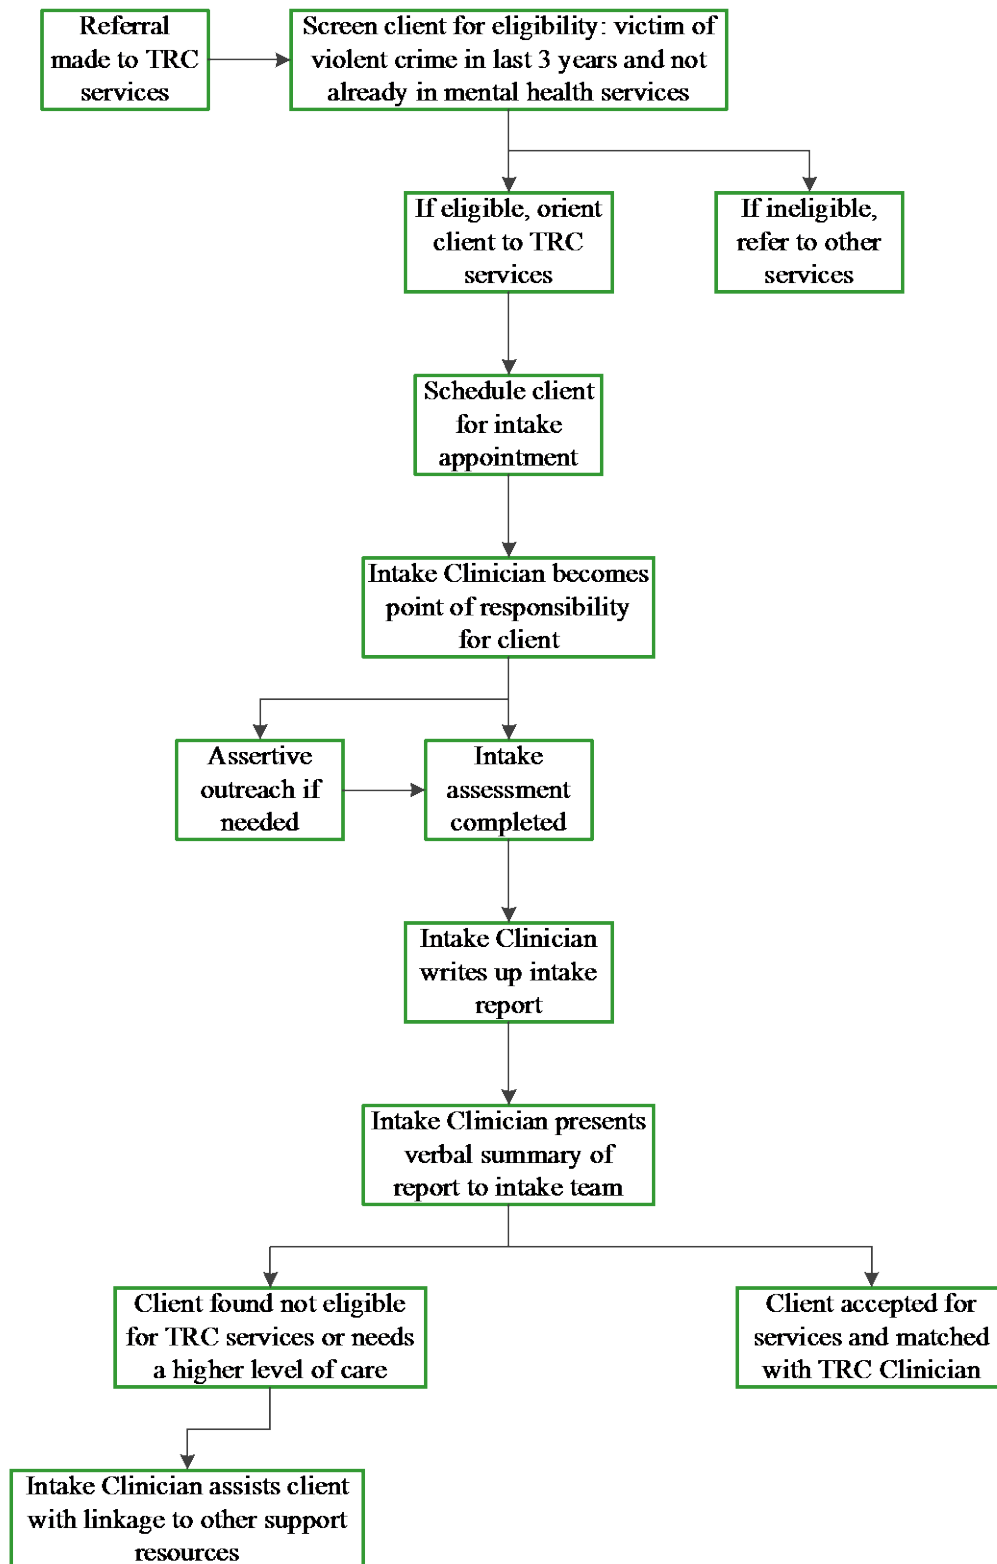 Referral
made to TRC
services
Screen client for eligibility: victim of
violent crime in last 3 years and not
already in mental health services
If eligible, orient
client to TRC
services
If ineligible,
refer to other
services
Schedule client
for intake
appointment
Intake Clinician becomes
point of responsibility
for client
Assertive
outreach if
needed
Intake
assessment
completed
Intake Clinician
writes up intake
report
Intake Clinician presents
verbal summary of
report to intake team
Client found not eligible
for TRC services or needs
a higher level of care
Client accepted for
services and matched
with TRC Clinician
Intake Clinician assists client
with linkage to other support
resources